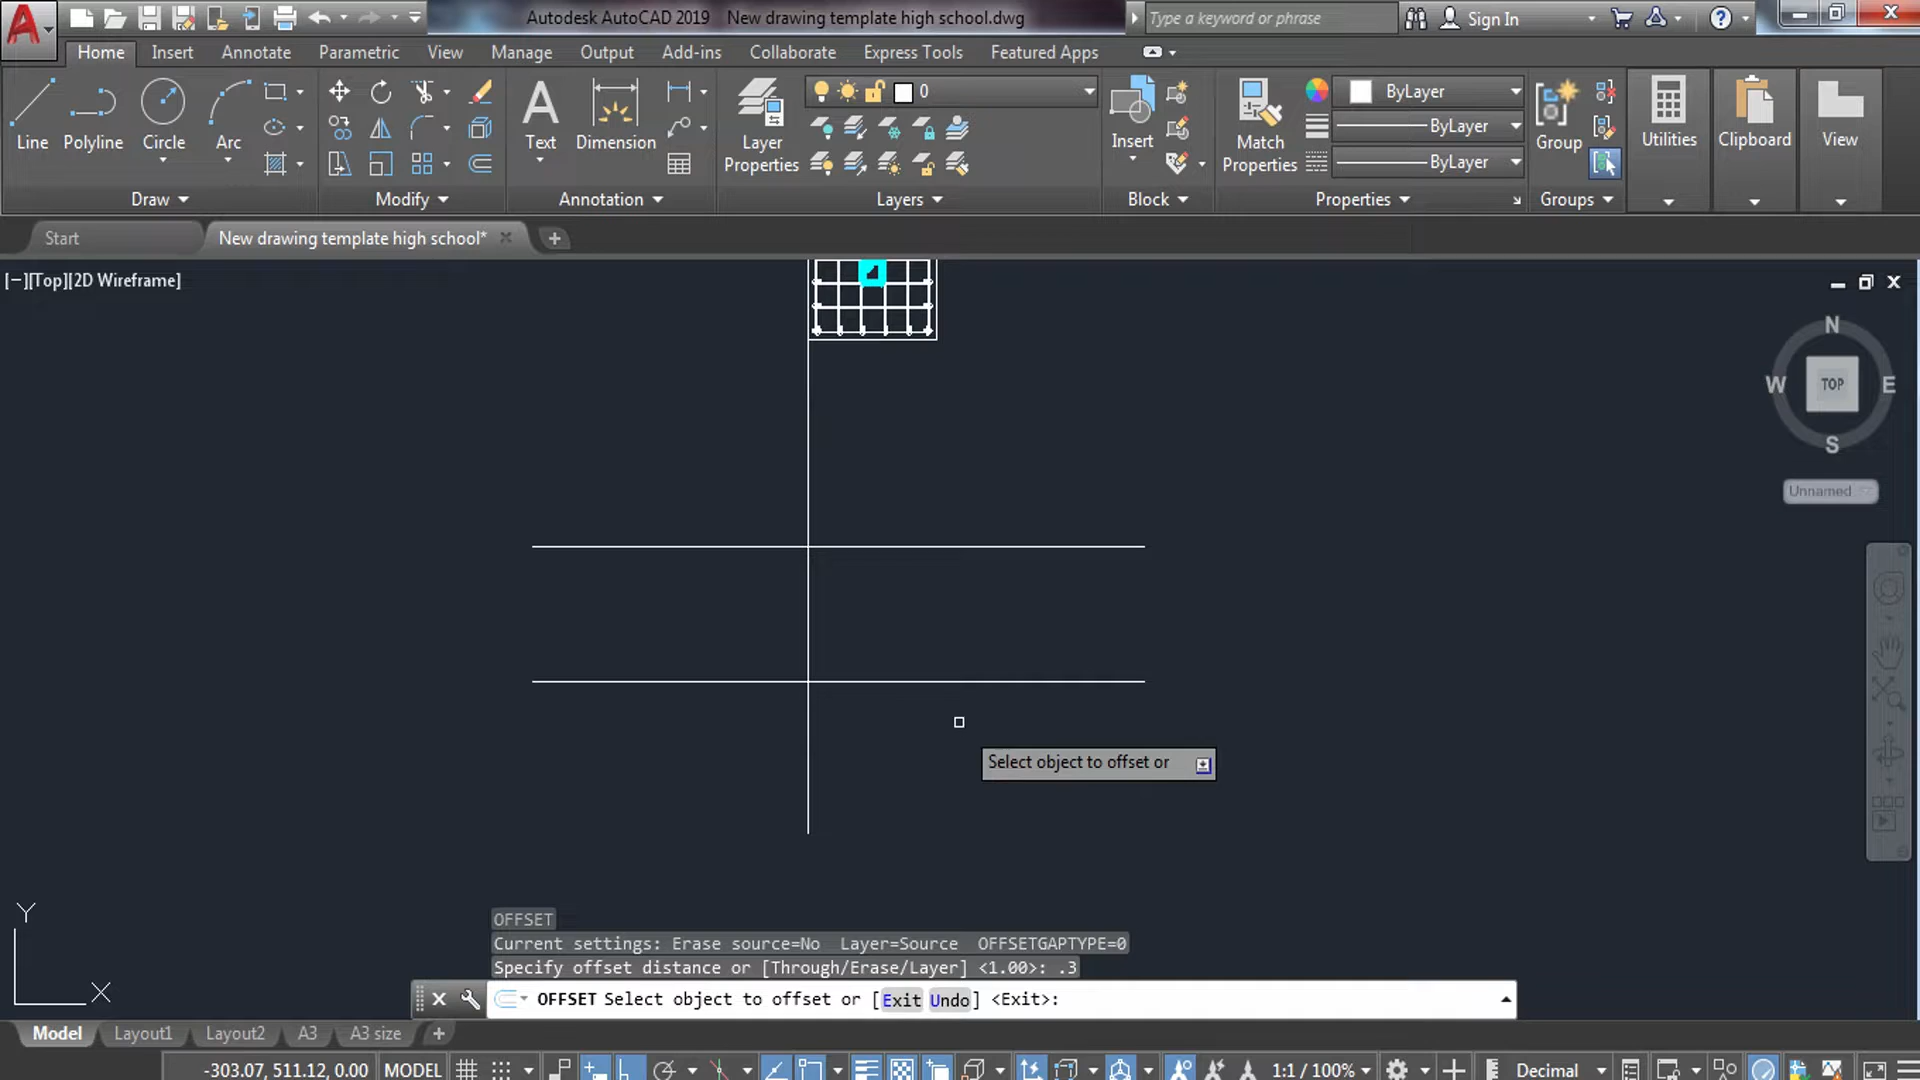 Autodesk AutoCAD 2019 New drawing template high school.dwg
Type a keyword or phrase
Sign In
Home Insert Annotate Parametric View Manage Output Add-ins Collaborate Express Tools Featured Apps
Line Polyline Circle Arc
Text Dimension
Layer Properties
0
Insert
Match Properties
ByLayer
ByLayer
ByLayer
Group
Utilities Clipboard View
Draw Modify Annotation Layers Block Properties Groups
Start New drawing template high school*
[−][Top][2D Wireframe]
N
W TOP E
S
Unnamed
Select object to offset or
Y
X
OFFSET
Current settings: Erase source=No Layer=Source OFFSETGAPTYPE=0
Specify offset distance or [Through/Erase/Layer] <1.00>: .3
OFFSET Select object to offset or [Exit Undo] <Exit>:
Model Layout1 Layout2 A3 A3 size
-303.07, 511.12, 0.00 MODEL 1:1 / 100% Decimal